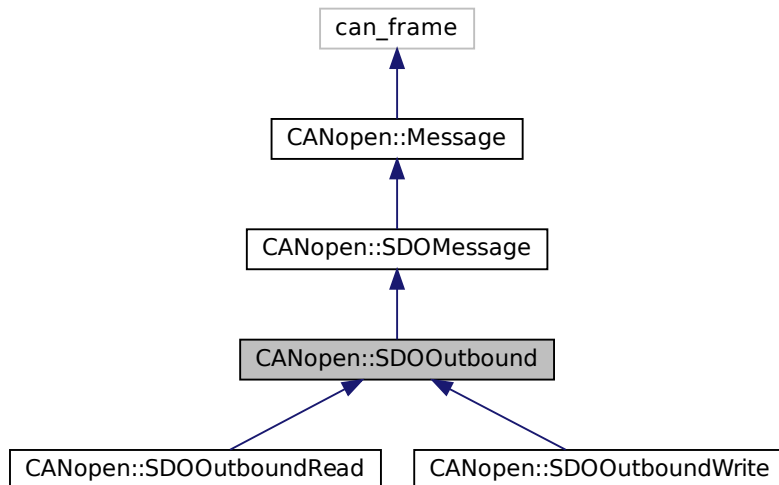 can_frame
CANopen::Message
CANopen::SDOMessage
CANopen::SDOOutbound
CANopen::SDOOutboundRead
CANopen::SDOOutboundWrite